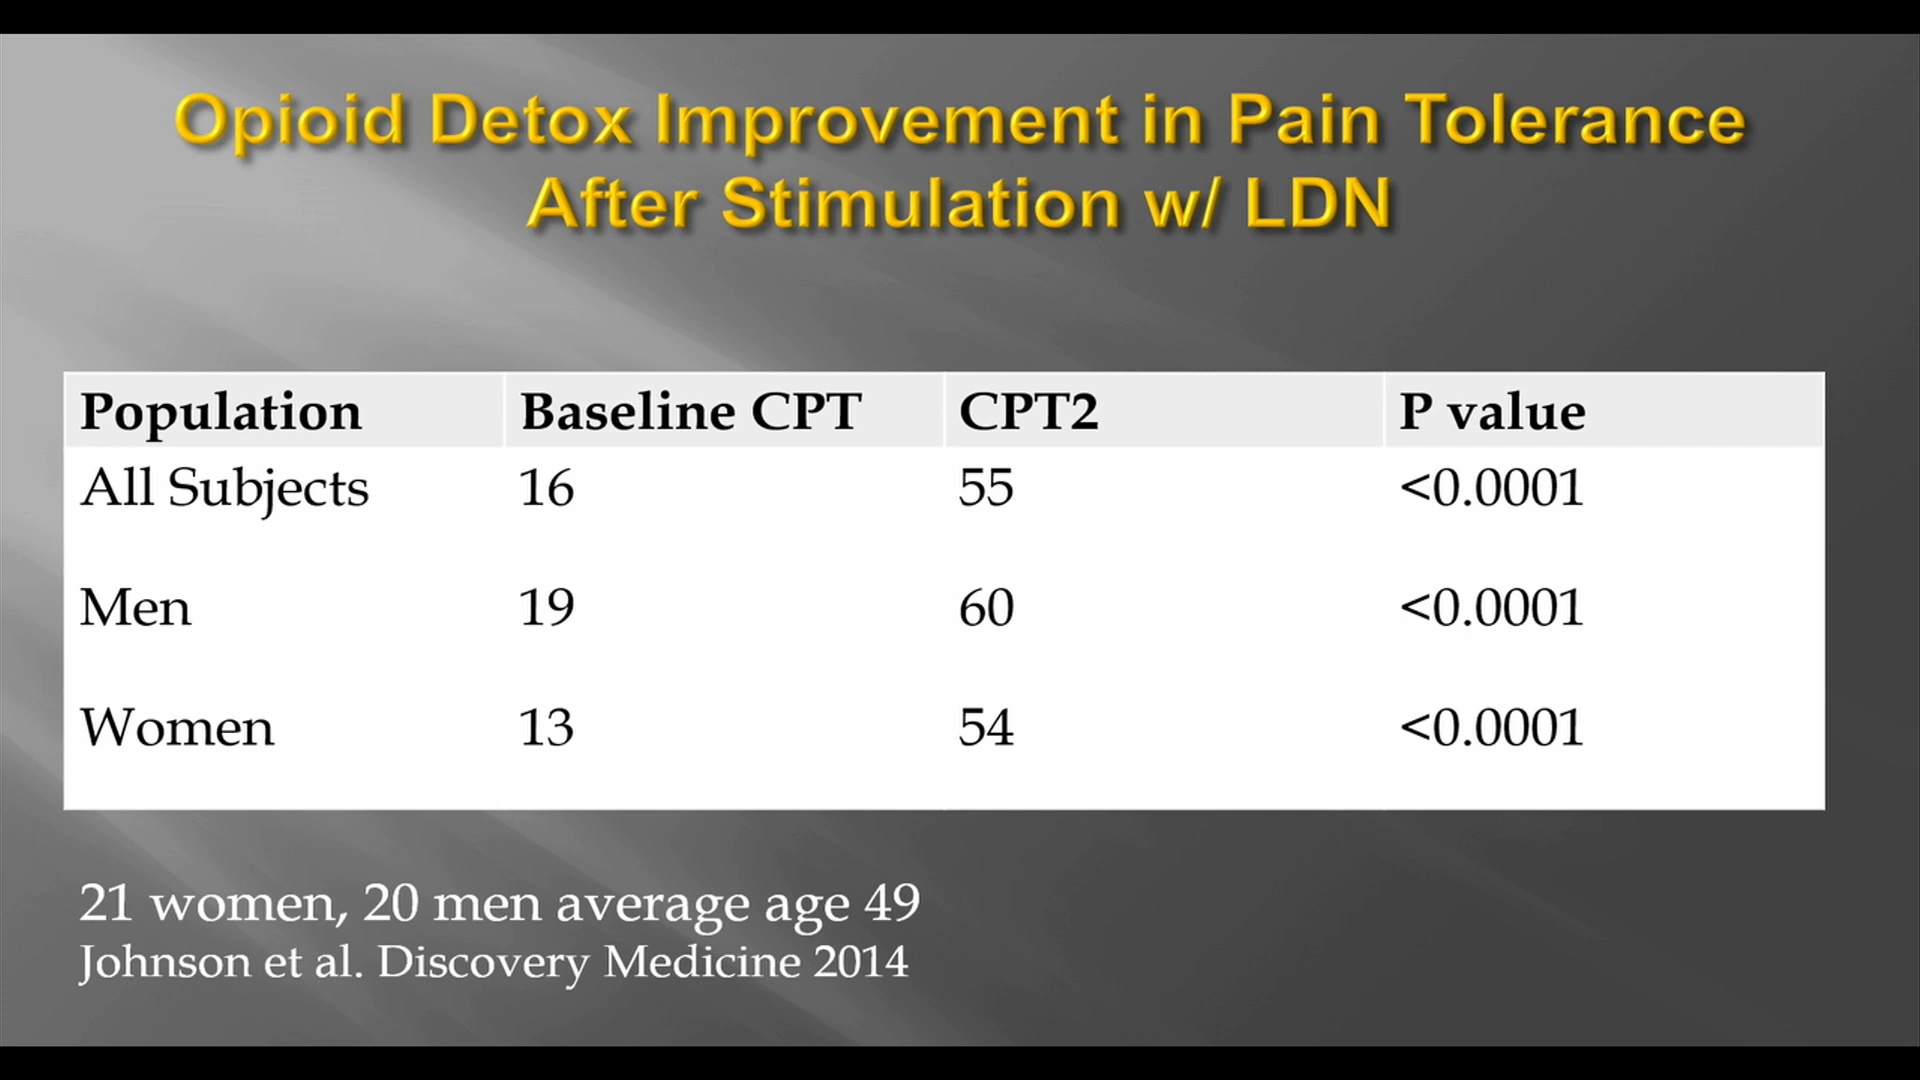 Opioid Detox Improvement in Pain Tolerance
After Stimulation w/ LDN
Population Baseline CPT CPT2 P value
All Subjects 16 55 <0.0001
Men 19 60 <0.0001
Women 13 54 <0.0001
21 women, 20 men average age 49
Johnson et al. Discovery Medicine 2014